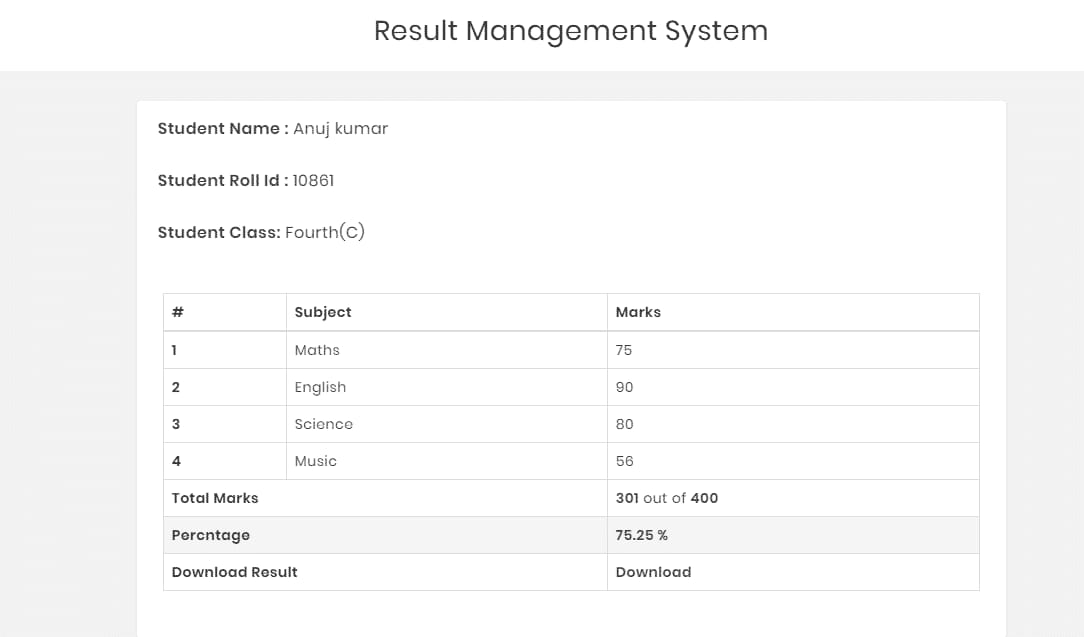 Result Management System
Student Name : Anuj kumar
Student Roll Id : 10861
Student Class: Fourth(C)
# Subject Marks
1 Maths 75
2 English 90
3 Science 80
4 Music 56
Total Marks 301 out of 400
Percntage 75.25 %
Download Result Download